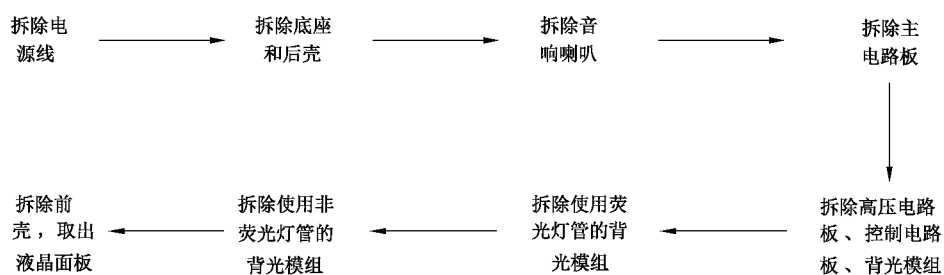 拆除电
源线
拆除底座
和后壳
拆除音
响喇叭
拆除主
电路板
拆除高压电路
板、控制电路
板、背光模组
拆除使用荧
光灯管的背
光模组
拆除使用非
荧光灯管的
背光模组
拆除前
壳，取出
液晶面板